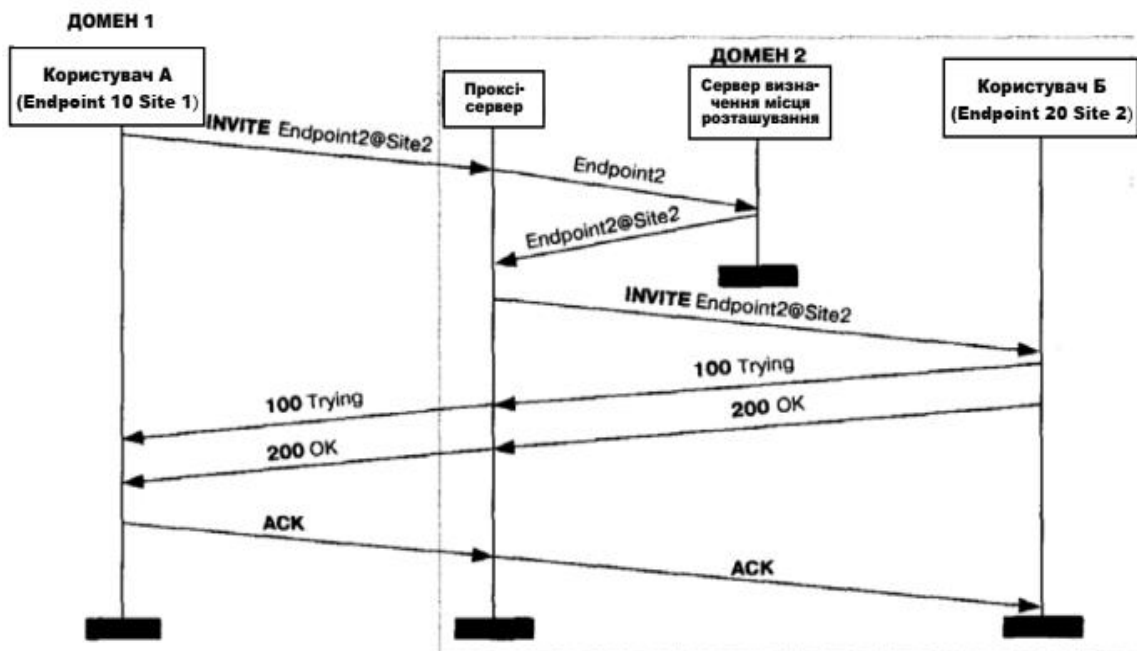 ДОМЕН 1
ДОМЕН 2
Користувач А
(Endpoint 10 Site 1)
Проксі-
сервер
Сервер визна-
чення місця
розташування
Користувач Б
(Endpoint 20 Site 2)
INVITE Endpoint2@Site2
Endpoint2
Endpoint2@Site2
INVITE Endpoint2@Site2
100 Trying
100 Trying
200 OK
200 OK
ACK
ACK